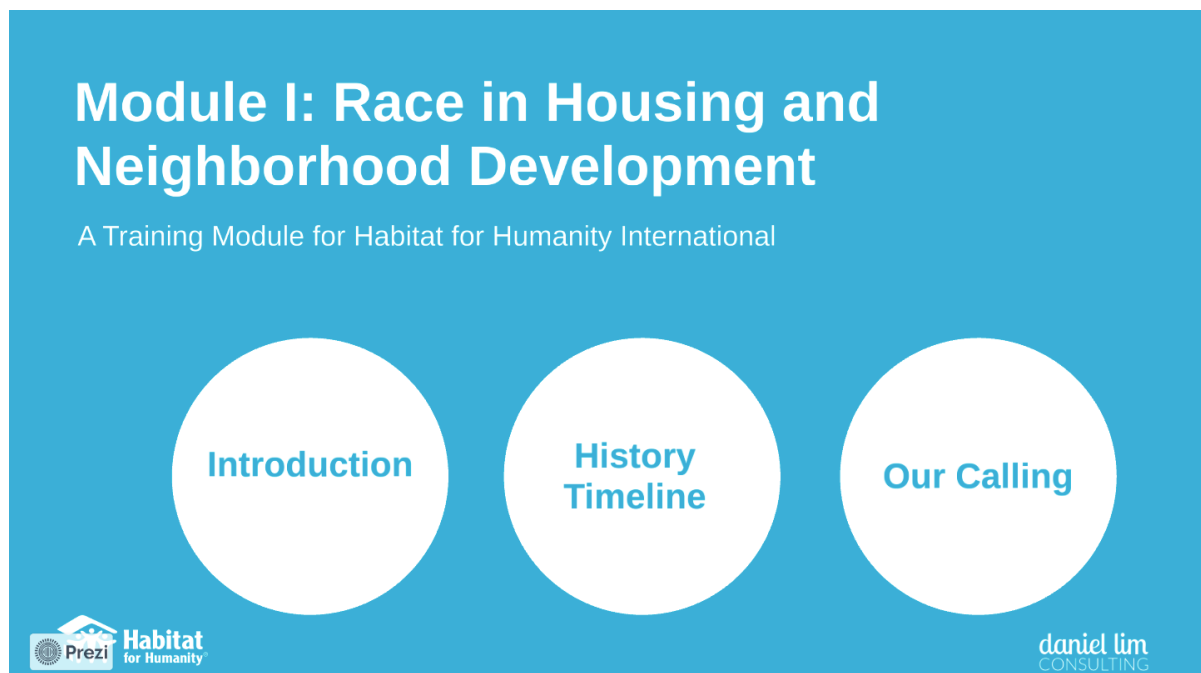 Module I: Race in Housing and
Neighborhood Development
A Training Module for Habitat for Humanity International
Introduction
History
Timeline
Our Calling
Prezi
Habitat
for Humanity®
daniel lim
CONSULTING